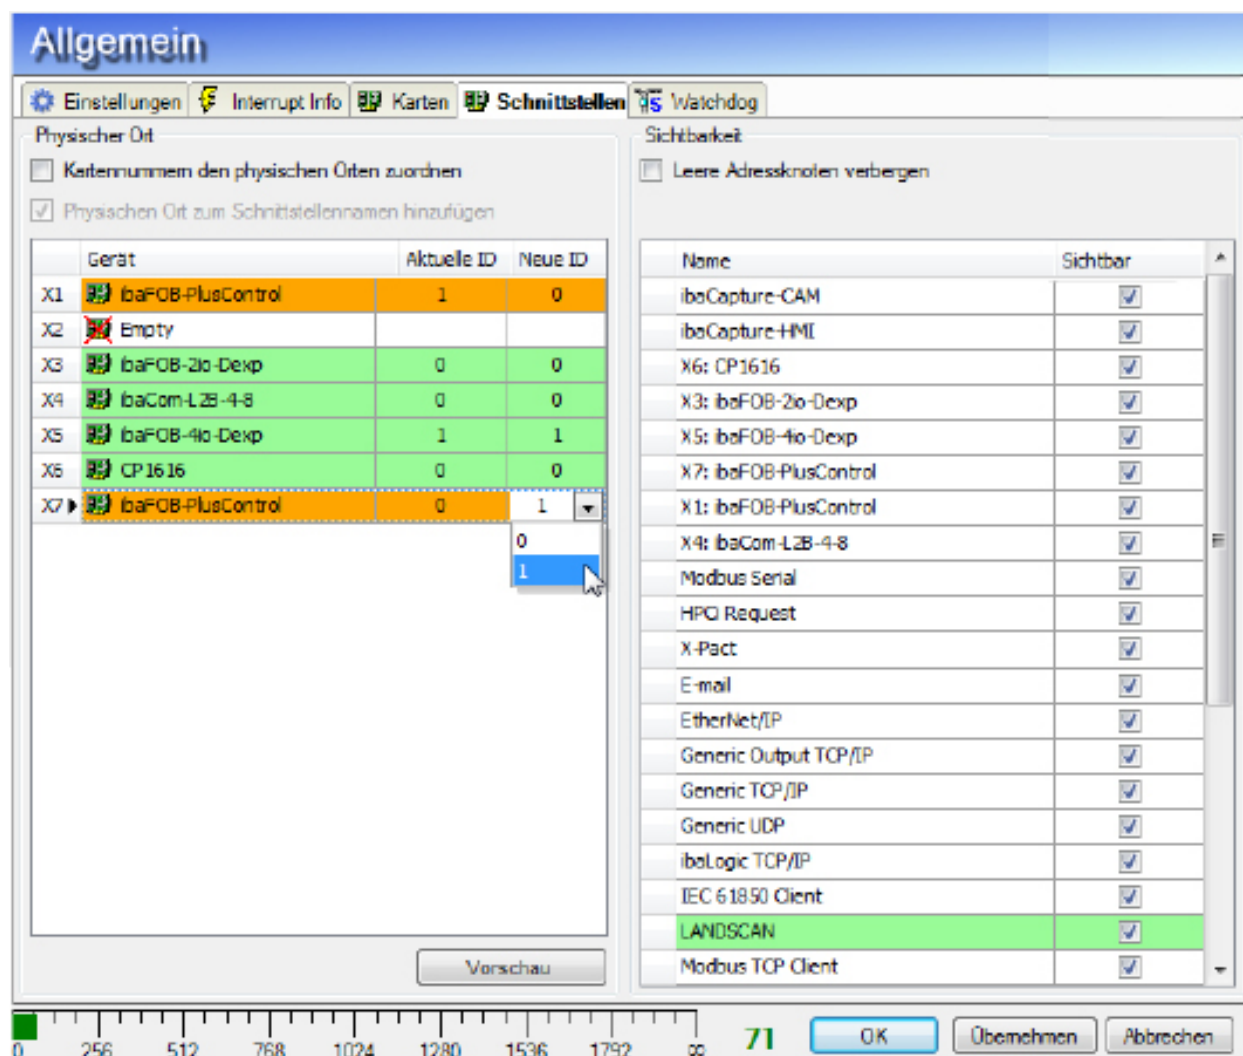 Allgemein
Einstellungen Interrupt Info Karten Schnittstellen Watchdog
Physischer Ort
Kartennummern den physischen Orten zuordnen
Physischen Ort zum Schnittstellennamen hinzufügen
Gerät Aktuelle ID Neue ID
X1 ibaFOB-PlusControl 1 0
X2 Empty
X3 ibaFOB-2io-Dexp 0 0
X4 ibaCom-L2B-4-8 0 0
X5 ibaFOB-4io-Dexp 1 1
X6 CP1616 0 0
X7 ibaFOB-PlusControl 0 1
0
1
Vorschau
Sichtbarkeit
Leere Adressknoten verbergen
Name Sichtbar
ibaCapture-CAM
ibaCapture-HMI
X6: CP1616
X3: ibaFOB-2io-Dexp
X5: ibaFOB-4io-Dexp
X7: ibaFOB-PlusControl
X1: ibaFOB-PlusControl
X4: ibaCom-L2B-4-8
Modbus Serial
HPCI Request
X-Pact
E-mail
EtherNet/IP
Generic Output TCP/IP
Generic TCP/IP
Generic UDP
ibaLogic TCP/IP
IEC 61850 Client
LANDSCAN
Modbus TCP Client
0 256 512 768 1024 1280 1536 1792 ∞
71 OK Übernehmen Abbrechen